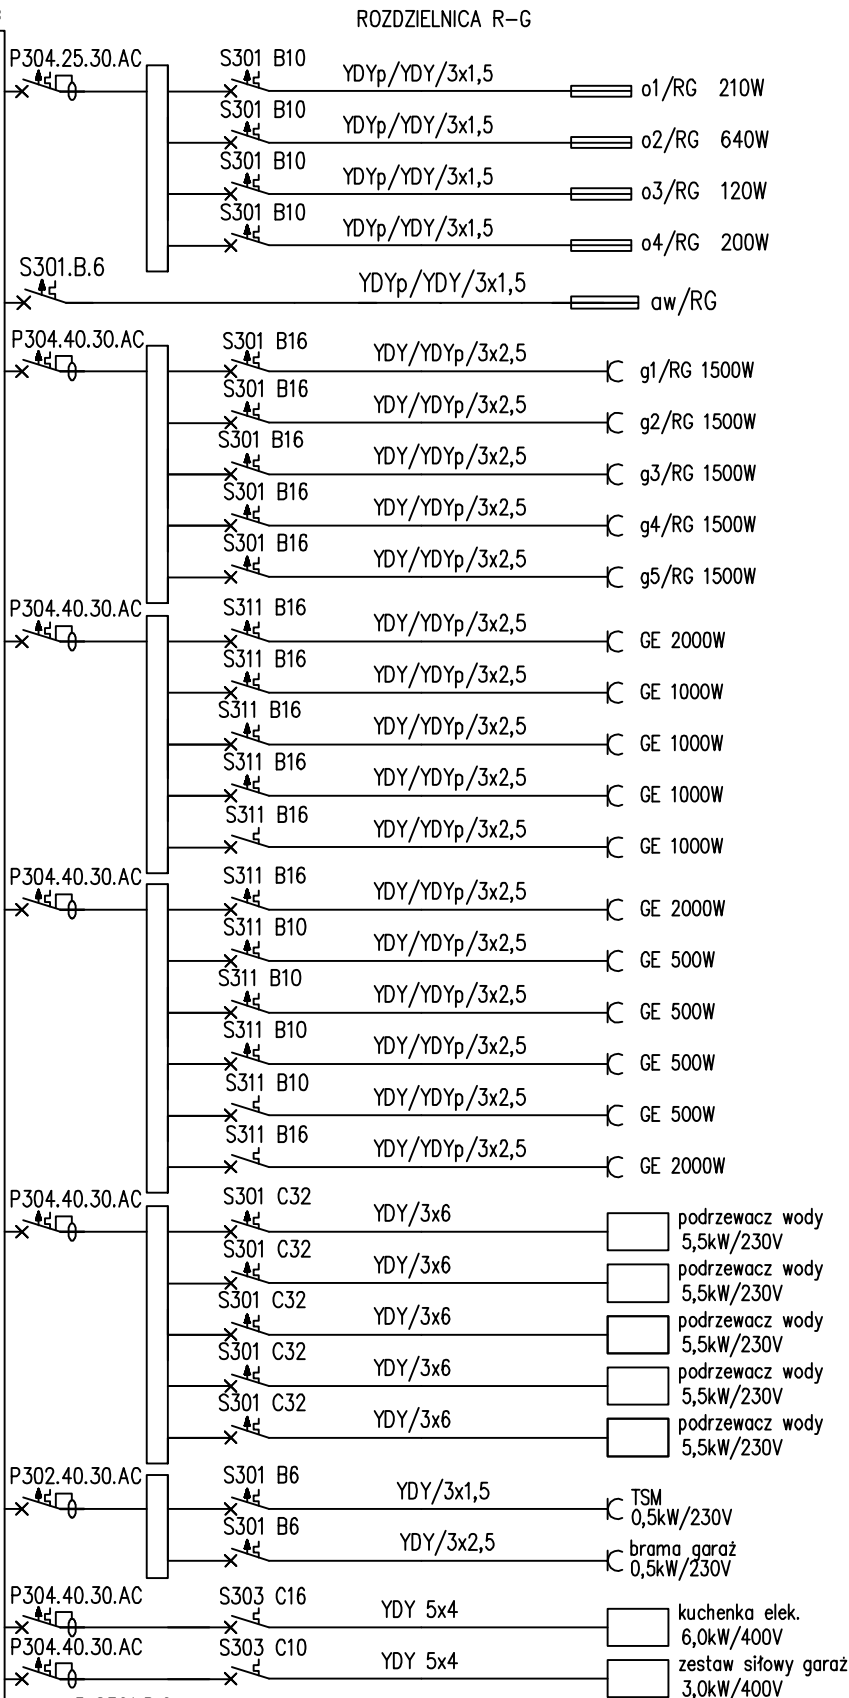 ROZDZIELNICA R-G
P304.25.30.AC
S301 B10 YDYp/YDY/3x1,5 o1/RG 210W
S301 B10 YDYp/YDY/3x1,5 o2/RG 640W
S301 B10 YDYp/YDY/3x1,5 o3/RG 120W
S301 B10 YDYp/YDY/3x1,5 o4/RG 200W
S301.B.6 YDYp/YDY/3x1,5 aw/RG
P304.40.30.AC
S301 B16 YDY/YDYp/3x2,5 g1/RG 1500W
S301 B16 YDY/YDYp/3x2,5 g2/RG 1500W
S301 B16 YDY/YDYp/3x2,5 g3/RG 1500W
S301 B16 YDY/YDYp/3x2,5 g4/RG 1500W
S301 B16 YDY/YDYp/3x2,5 g5/RG 1500W
P304.40.30.AC
S311 B16 YDY/YDYp/3x2,5 GE 2000W
S311 B16 YDY/YDYp/3x2,5 GE 1000W
S311 B16 YDY/YDYp/3x2,5 GE 1000W
S311 B16 YDY/YDYp/3x2,5 GE 1000W
S311 B16 YDY/YDYp/3x2,5 GE 1000W
P304.40.30.AC
S311 B16 YDY/YDYp/3x2,5 GE 2000W
S311 B10 YDY/YDYp/3x2,5 GE 500W
S311 B10 YDY/YDYp/3x2,5 GE 500W
S311 B10 YDY/YDYp/3x2,5 GE 500W
S311 B10 YDY/YDYp/3x2,5 GE 500W
S311 B16 YDY/YDYp/3x2,5 GE 2000W
P304.40.30.AC
S301 C32 YDY/3x6 podrzewacz wody
5,5kW/230V
S301 C32 YDY/3x6 podrzewacz wody
5,5kW/230V
S301 C32 YDY/3x6 podrzewacz wody
5,5kW/230V
S301 C32 YDY/3x6 podrzewacz wody
5,5kW/230V
S301 C32 YDY/3x6 podrzewacz wody
5,5kW/230V
P302.40.30.AC
S301 B6 YDY/3x1,5 TSM
0,5kW/230V
S301 B6 YDY/3x2,5 brama garaż
0,5kW/230V
P304.40.30.AC S303 C16 YDY 5x4 kuchenka elek.
6,0kW/400V
P304.40.30.AC S303 C10 YDY 5x4 zestaw siłowy garaż
3,0kW/400V